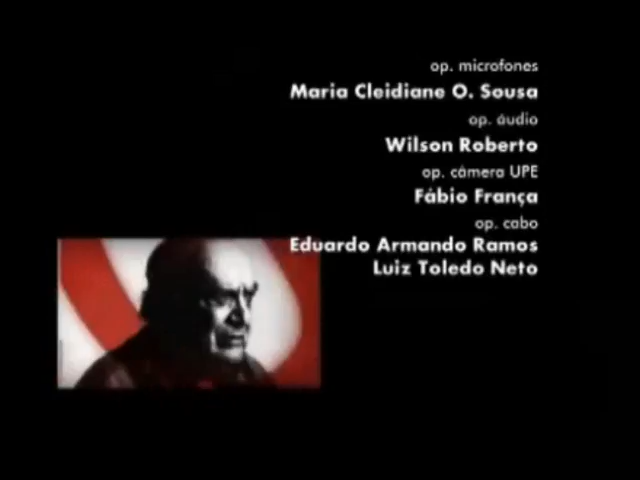 op. microfones
Maria Cleidiane O. Sousa
op. áudio
Wilson Roberto
op. câmera UPE
Fábio França
op. cabo
Eduardo Armando Ramos
Luiz Toledo Neto